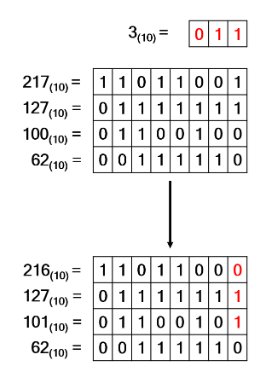 3(10) = 0 1 1
217(10) = 1 1 0 1 1 0 0 1
127(10) = 0 1 1 1 1 1 1 1
100(10) = 0 1 1 0 0 1 0 0
62(10) = 0 0 1 1 1 1 1 0
216(10) = 1 1 0 1 1 0 0 0
127(10) = 0 1 1 1 1 1 1 1
101(10) = 0 1 1 0 0 1 0 1
62(10) = 0 0 1 1 1 1 1 0